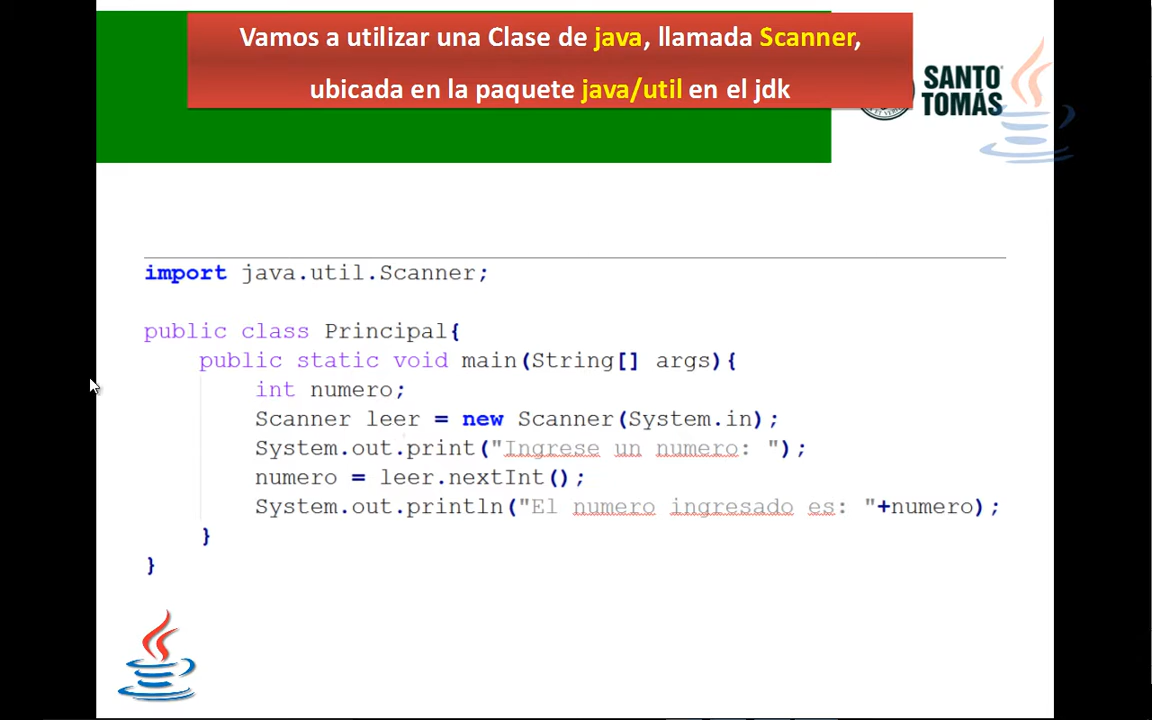 Vamos a utilizar una Clase de java, llamada Scanner,
ubicada en la paquete java/util en el jdk
SANTO
TOMÁS
import java.util.Scanner;
public class Principal{
public static void main(String[] args){
int numero;
Scanner leer = new Scanner(System.in);
System.out.print("Ingrese un numero: ");
numero = leer.nextInt();
System.out.println("El numero ingresado es: "+numero);
}
}